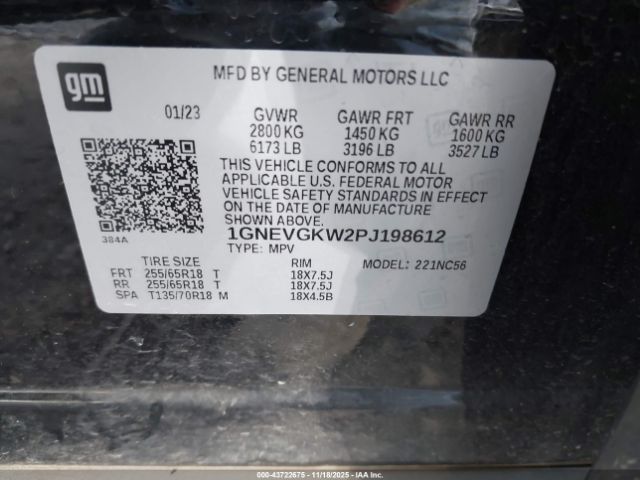 gm
MFD BY GENERAL MOTORS LLC
01/23 GVWR GAWR FRT GAWR RR
2800 KG 1450 KG 1600 KG
6173 LB 3196 LB 3527 LB
THIS VEHICLE CONFORMS TO ALL
APPLICABLE U.S. FEDERAL MOTOR
VEHICLE SAFETY STANDARDS IN EFFECT
ON THE DATE OF MANUFACTURE
SHOWN ABOVE.
384A
1GNEVGKW2PJ198612
TYPE: MPV MODEL: 221NC56
TIRE SIZE RIM
FRT 255/65R18 T 18X7.5J
RR 255/65R18 T 18X7.5J
SPA T135/70R18 M 18X4.5B
000-43722675 - 11/18/2025 - IAA Inc.